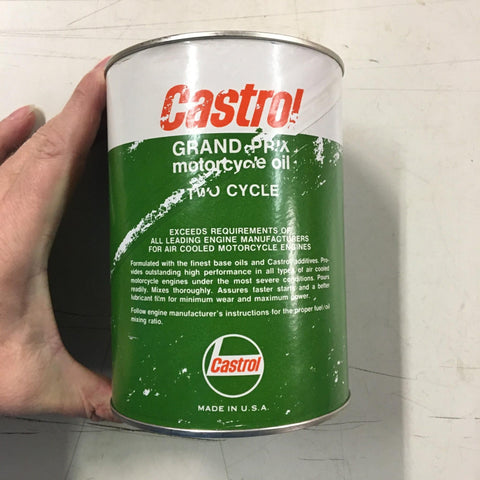 Castrol
GRAND PRIX
motorcycle oil
TWO CYCLE
EXCEEDS REQUIREMENTS OF
ALL LEADING ENGINE MANUFACTURERS
FOR AIR COOLED MOTORCYCLE ENGINES
Formulated with the finest base oils and Castrol additives. Pro-
vides outstanding high performance in all types of air cooled
motorcycle engines under the most severe conditions. Pours
readily. Mixes thoroughly. Assures faster starts and a better
lubricant film for minimum wear and maximum power.
Follow engine manufacturer's instructions for the proper fuel/oil
mixing ratio.
Castrol
MADE IN U.S.A.